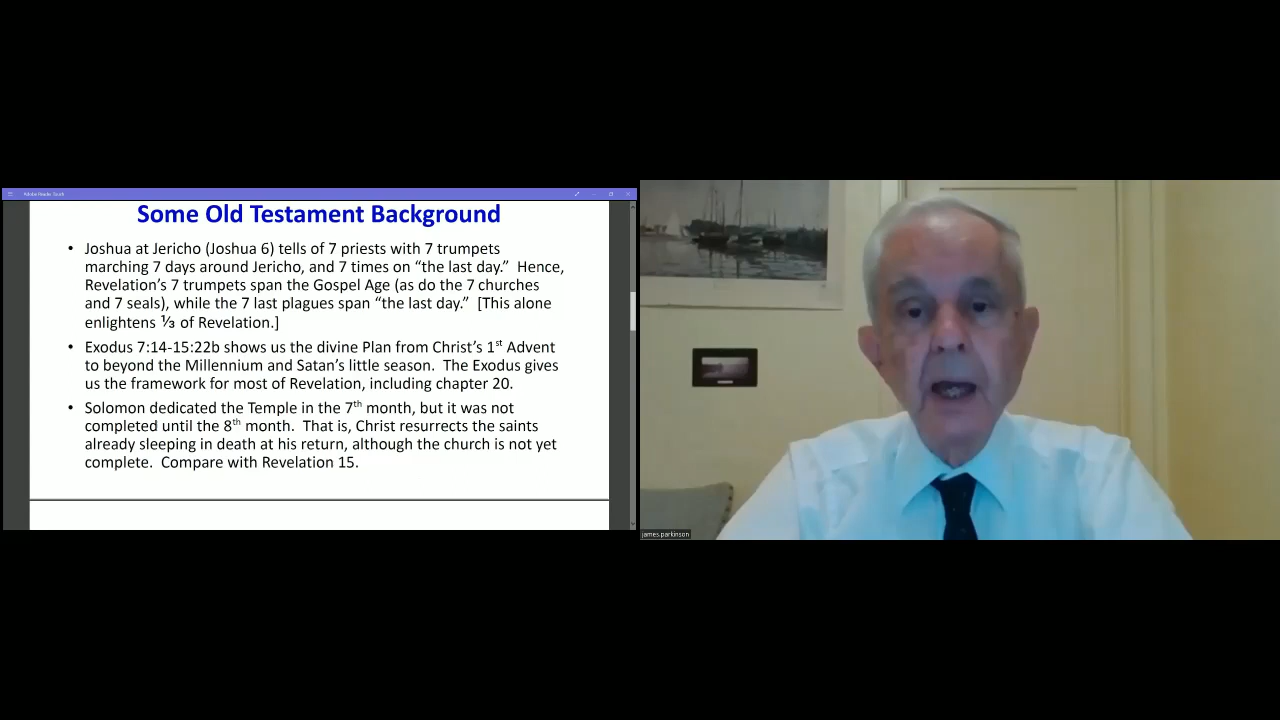 Some Old Testament Background
• Joshua at Jericho (Joshua 6) tells of 7 priests with 7 trumpets
marching 7 days around Jericho, and 7 times on “the last day.”  Hence,
Revelation’s 7 trumpets span the Gospel Age (as do the 7 churches
and 7 seals), while the 7 last plagues span “the last day.”  [This alone
enlightens ⅓ of Revelation.]
• Exodus 7:14-15:22b shows us the divine Plan from Christ’s 1st Advent
to beyond the Millennium and Satan’s little season.  The Exodus gives
us the framework for most of Revelation, including chapter 20.
• Solomon dedicated the Temple in the 7th month, but it was not
completed until the 8th month.  That is, Christ resurrects the saints
already sleeping in death at his return, although the church is not yet
complete.  Compare with Revelation 15.
james parkinson